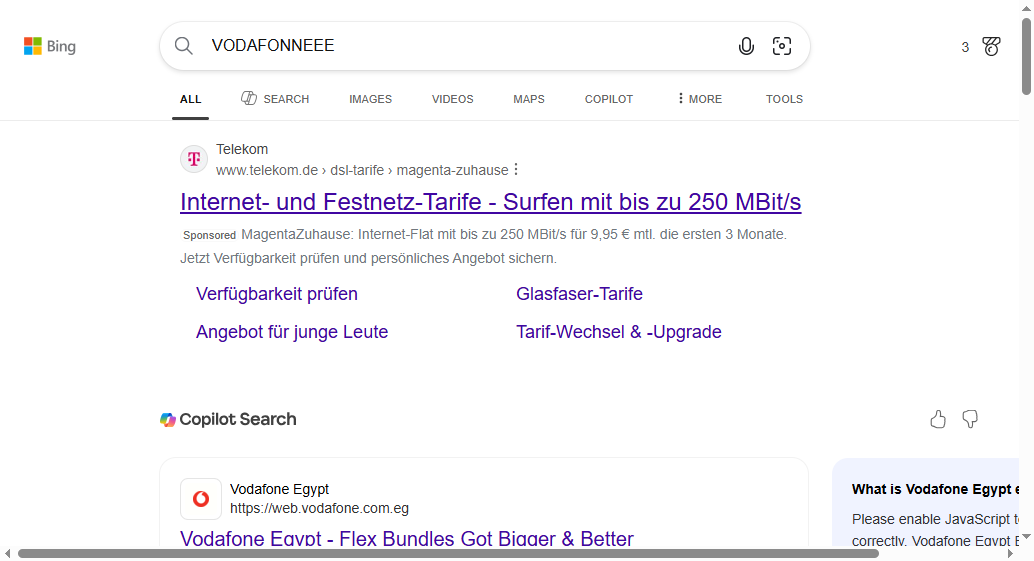 Bing
VODAFONNEEE
3
ALL SEARCH IMAGES VIDEOS MAPS COPILOT MORE TOOLS
Telekom
www.telekom.de › dsl-tarife › magenta-zuhause
Internet- und Festnetz-Tarife - Surfen mit bis zu 250 MBit/s
Sponsored MagentaZuhause: Internet-Flat mit bis zu 250 MBit/s für 9,95 € mtl. die ersten 3 Monate.
Jetzt Verfügbarkeit prüfen und persönliches Angebot sichern.
Verfügbarkeit prüfen Glasfaser-Tarife
Angebot für junge Leute Tarif-Wechsel & -Upgrade
Copilot Search
Vodafone Egypt
https://web.vodafone.com.eg
Vodafone Egypt - Flex Bundles Got Bigger & Better
What is Vodafone Egypt
Please enable JavaScript
correctly. Vodafone Egypt